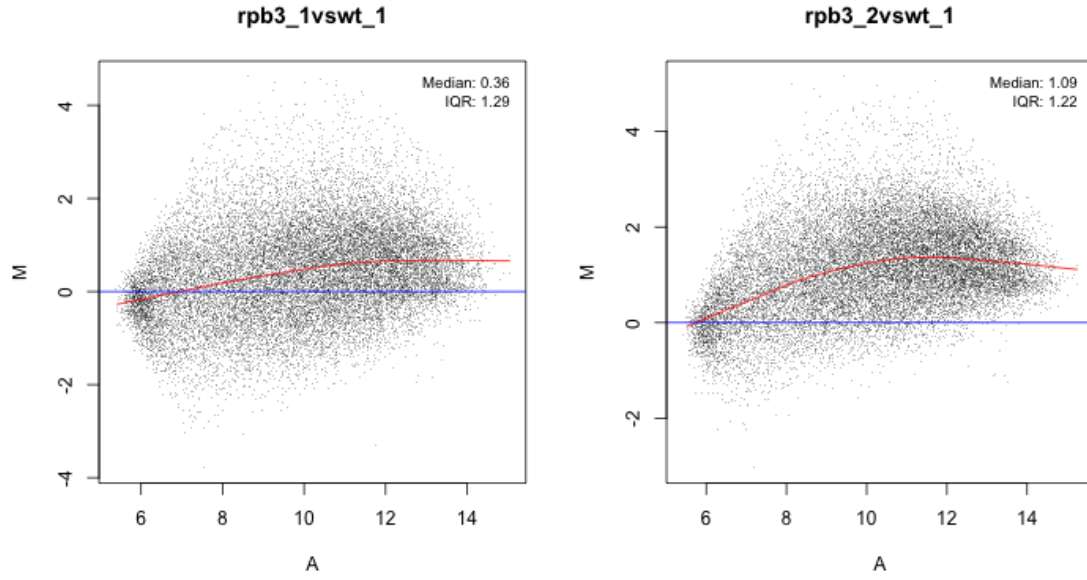 rpb3_1vswt_1
Median: 0.36
IQR: 1.29
4
2
0
-2
-4
M
6 8 10 12 14
A
rpb3_2vswt_1
Median: 1.09
IQR: 1.22
4
2
0
-2
M
6 8 10 12 14
A